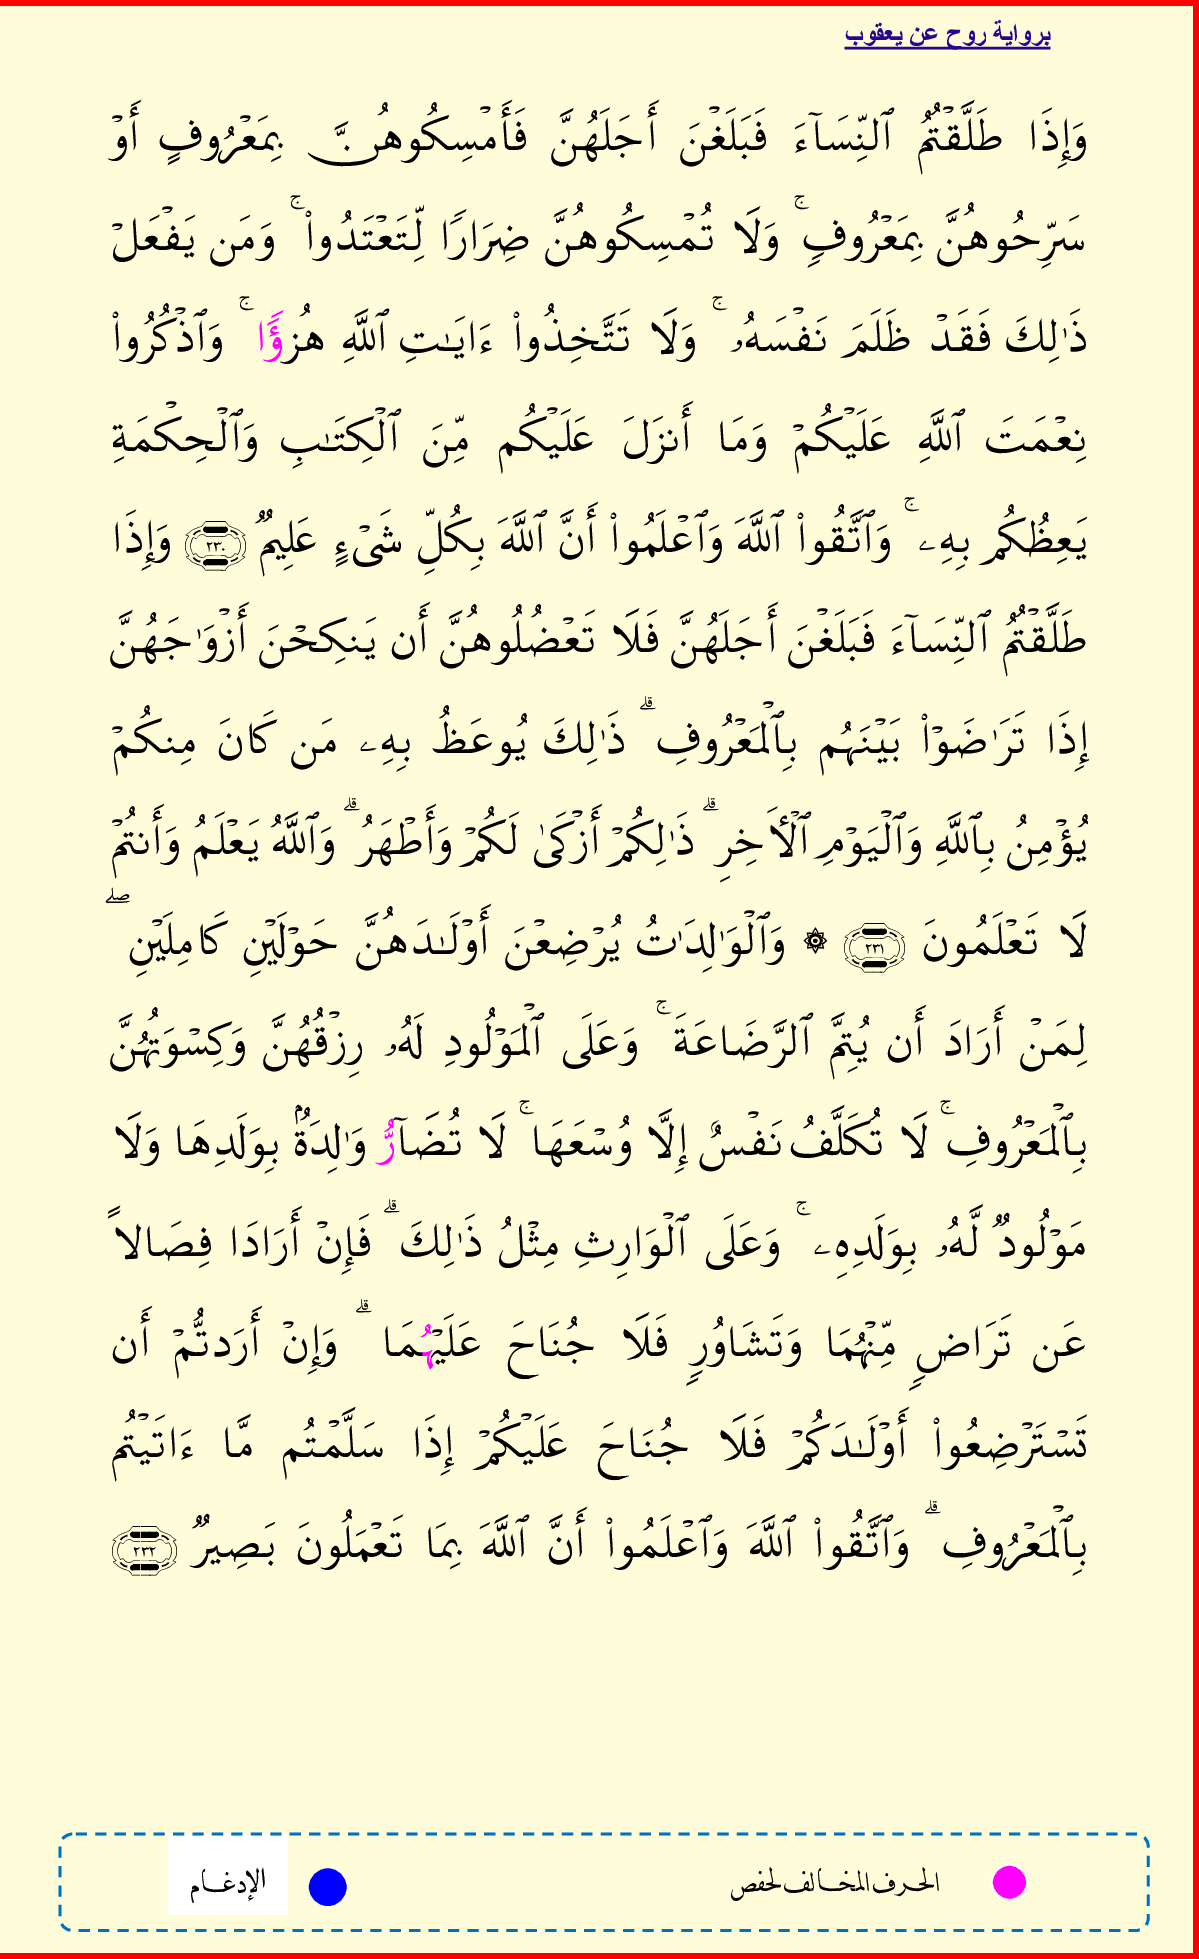 برواية روح عن يعقوب
وَإِذَا طَلَّقۡتُمُ ٱلنِّسَآءَ فَبَلَغۡنَ أَجَلَهُنَّ فَأَمۡسِكُوهُنَّ بِمَعۡرُوفٍ أَوۡ
سَرِّحُوهُنَّ بِمَعۡرُوفٖۚ وَلَا تُمۡسِكُوهُنَّ ضِرَارٗا لِّتَعۡتَدُواْۚ وَمَن يَفۡعَلۡ
ذَٰلِكَ فَقَدۡ ظَلَمَ نَفۡسَهُۥۚ وَلَا تَتَّخِذُواْ ءَايَٰتِ ٱللَّهِ هُزُؤٗاۚ وَٱذۡكُرُواْ
نِعۡمَتَ ٱللَّهِ عَلَيۡكُمۡ وَمَا أَنزَلَ عَلَيۡكُم مِّنَ ٱلۡكِتَٰبِ وَٱلۡحِكۡمَةِ
يَعِظُكُم بِهِۦۚ وَٱتَّقُواْ ٱللَّهَ وَٱعۡلَمُواْ أَنَّ ٱللَّهَ بِكُلِّ شَيۡءٍ عَلِيمٞ ٢٣٠ وَإِذَا
طَلَّقۡتُمُ ٱلنِّسَآءَ فَبَلَغۡنَ أَجَلَهُنَّ فَلَا تَعۡضُلُوهُنَّ أَن يَنكِحۡنَ أَزۡوَٰجَهُنَّ
إِذَا تَرَٰضَوۡاْ بَيۡنَهُم بِٱلۡمَعۡرُوفِۗ ذَٰلِكَ يُوعَظُ بِهِۦ مَن كَانَ مِنكُمۡ
يُؤۡمِنُ بِٱللَّهِ وَٱلۡيَوۡمِ ٱلۡأٓخِرِۗ ذَٰلِكُمۡ أَزۡكَىٰ لَكُمۡ وَأَطۡهَرُۗ وَٱللَّهُ يَعۡلَمُ وَأَنتُمۡ
لَا تَعۡلَمُونَ ٢٣١ ۞ وَٱلۡوَٰلِدَٰتُ يُرۡضِعۡنَ أَوۡلَٰدَهُنَّ حَوۡلَيۡنِ كَامِلَيۡنِۖ
لِمَنۡ أَرَادَ أَن يُتِمَّ ٱلرَّضَاعَةَۚ وَعَلَى ٱلۡمَوۡلُودِ لَهُۥ رِزۡقُهُنَّ وَكِسۡوَتُهُنَّ
بِٱلۡمَعۡرُوفِۚ لَا تُكَلَّفُ نَفۡسٌ إِلَّا وُسۡعَهَاۚ لَا تُضَآرُّ وَٰلِدَةُۢ بِوَلَدِهَا وَلَا
مَوۡلُودٞ لَّهُۥ بِوَلَدِهِۦۚ وَعَلَى ٱلۡوَارِثِ مِثۡلُ ذَٰلِكَۗ فَإِنۡ أَرَادَا فِصَالًا
عَن تَرَاضٖ مِّنۡهُمَا وَتَشَاوُرٖ فَلَا جُنَاحَ عَلَيۡهُمَاۗ وَإِنۡ أَرَدتُّمۡ أَن
تَسۡتَرۡضِعُواْ أَوۡلَٰدَكُمۡ فَلَا جُنَاحَ عَلَيۡكُمۡ إِذَا سَلَّمۡتُم مَّا ءَاتَيۡتُم
بِٱلۡمَعۡرُوفِۗ وَٱتَّقُواْ ٱللَّهَ وَٱعۡلَمُواْ أَنَّ ٱللَّهَ بِمَا تَعۡمَلُونَ بَصِيرٞ ٢٣٢
الحرف المخالف لحفص
الإدغام